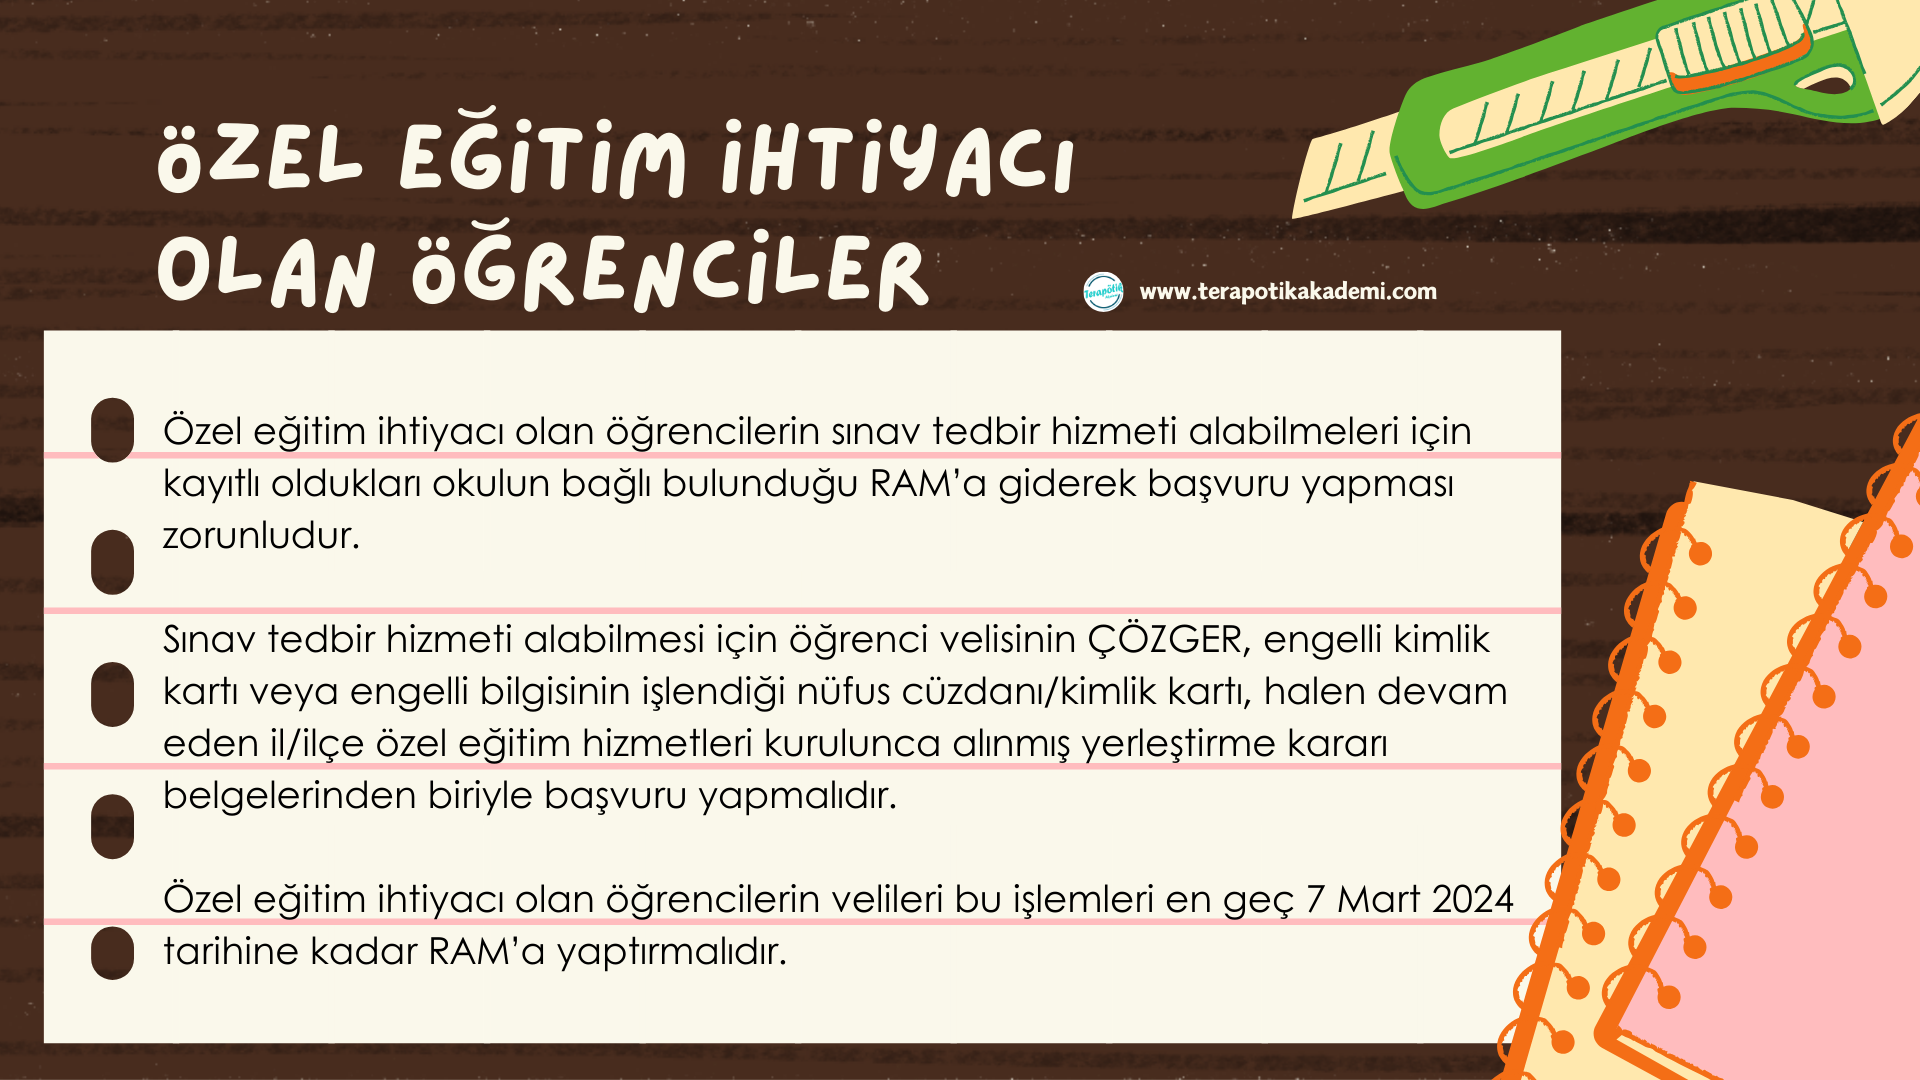 ÖZEL EĞİTİM İHTİYACI
OLAN ÖĞRENCİLER
Terapötik
www.terapotikakademi.com
Özel eğitim ihtiyacı olan öğrencilerin sınav tedbir hizmeti alabilmeleri için
kayıtlı oldukları okulun bağlı bulunduğu RAM’a giderek başvuru yapması
zorunludur.
Sınav tedbir hizmeti alabilmesi için öğrenci velisinin ÇÖZGER, engelli kimlik
kartı veya engelli bilgisinin işlendiği nüfus cüzdanı/kimlik kartı, halen devam
eden il/ilçe özel eğitim hizmetleri kurulunca alınmış yerleştirme kararı
belgelerinden biriyle başvuru yapmalıdır.
Özel eğitim ihtiyacı olan öğrencilerin velileri bu işlemleri en geç 7 Mart 2024
tarihine kadar RAM’a yaptırmalıdır.